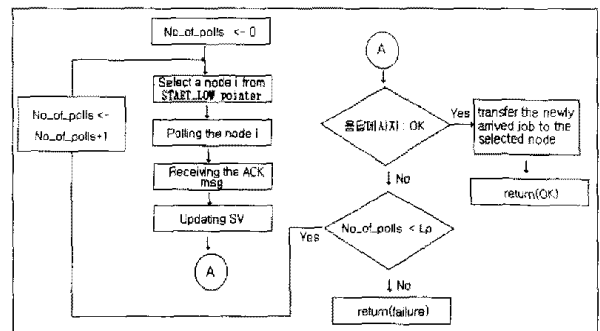 No_of_polls <- 0
Select a node i from
START_LOW pointer
Polling the node i
Receiving the ACK
msg
Updating SV
A
No_of_polls <-
No_of_polls+1
A
응답메시지 : OK
Yes
transfer the newly
arrived job to the
selected node
return(OK)
No
No_of_polls < Lp
Yes
No
return(failure)